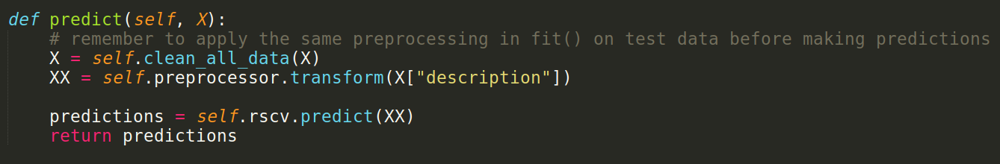 def predict(self, X):
    # remember to apply the same preprocessing in fit() on test data before making predictions
    X = self.clean_all_data(X)
    XX = self.preprocessor.transform(X["description"])

    predictions = self.rscv.predict(XX)
    return predictions